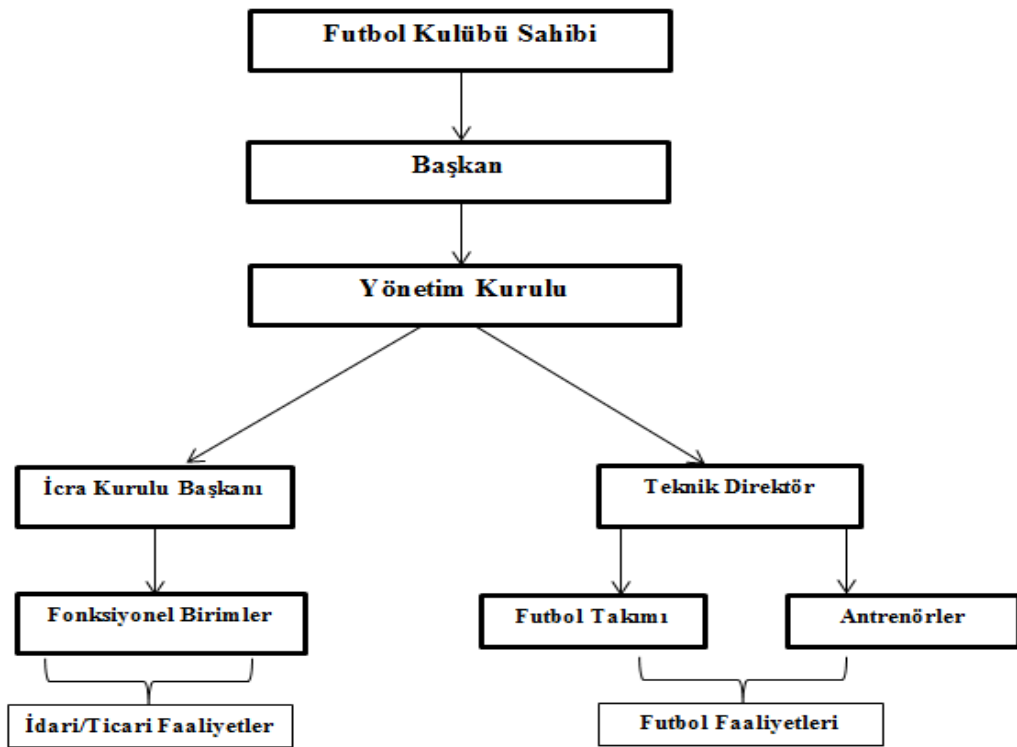 Futbol Kulübü Sahibi
Başkan
Yönetim Kurulu
İcra Kurulu Başkanı
Teknik Direktör
Fonksiyonel Birimler
Futbol Takımı
Antrenörler
İdari/Ticari Faaliyetler
Futbol Faaliyetleri